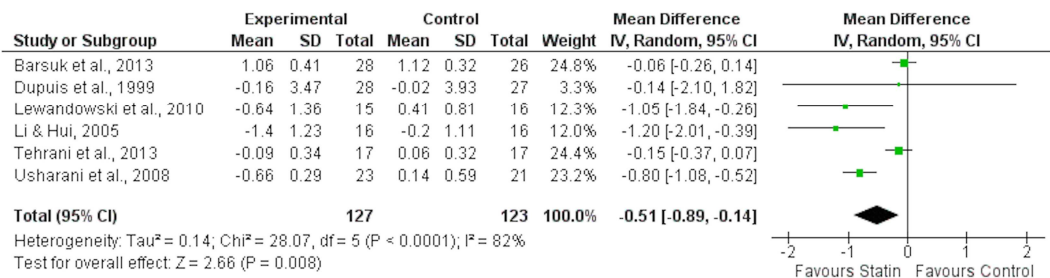 Experimental Control Mean Difference Mean Difference
Study or Subgroup Mean SD Total Mean SD Total Weight IV, Random, 95% CI IV, Random, 95% CI
Barsuk et al., 2013 1.06 0.41 28 1.12 0.32 26 24.8% -0.06 [-0.26, 0.14]
Dupuis et al., 1999 -0.16 3.47 28 -0.02 3.93 27 3.3% -0.14 [-2.10, 1.82]
Lewandowski et al., 2010 -0.64 1.36 15 0.41 0.81 16 12.3% -1.05 [-1.84, -0.26]
Li & Hui, 2005 -1.4 1.23 16 -0.2 1.11 16 12.0% -1.20 [-2.01, -0.39]
Tehrani et al., 2013 -0.09 0.34 17 0.06 0.32 17 24.4% -0.15 [-0.37, 0.07]
Usharani et al., 2008 -0.66 0.29 23 0.14 0.59 21 23.2% -0.80 [-1.08, -0.52]
Total (95% CI) 127 123 100.0% -0.51 [-0.89, -0.14]
Heterogeneity: Tau² = 0.14; Chi² = 28.07, df = 5 (P < 0.0001); I² = 82%
Test for overall effect: Z = 2.66 (P = 0.008)
-2 -1 0 1 2
Favours Statin Favours Control